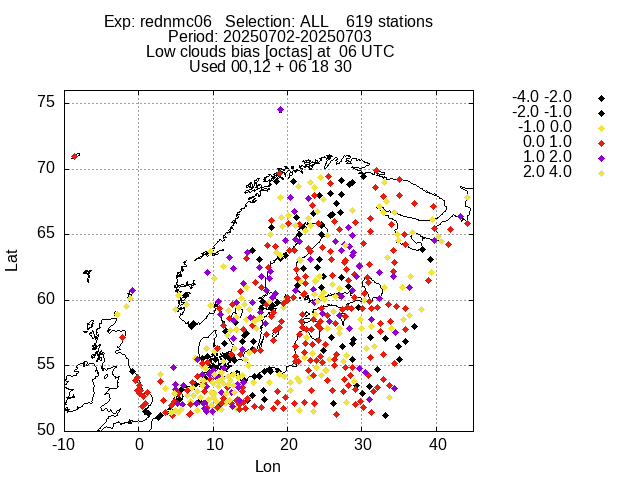 Exp: rednmc06   Selection: ALL    619 stations
Period: 20250702-20250703
Low clouds bias [octas] at  06 UTC
Used 00,12 + 06 18 30
-4.0 -2.0
-2.0 -1.0
-1.0 0.0
0.0 1.0
1.0 2.0
2.0 4.0
75
70
65
60
55
50
Lat
-10 0 10 20 30 40
Lon